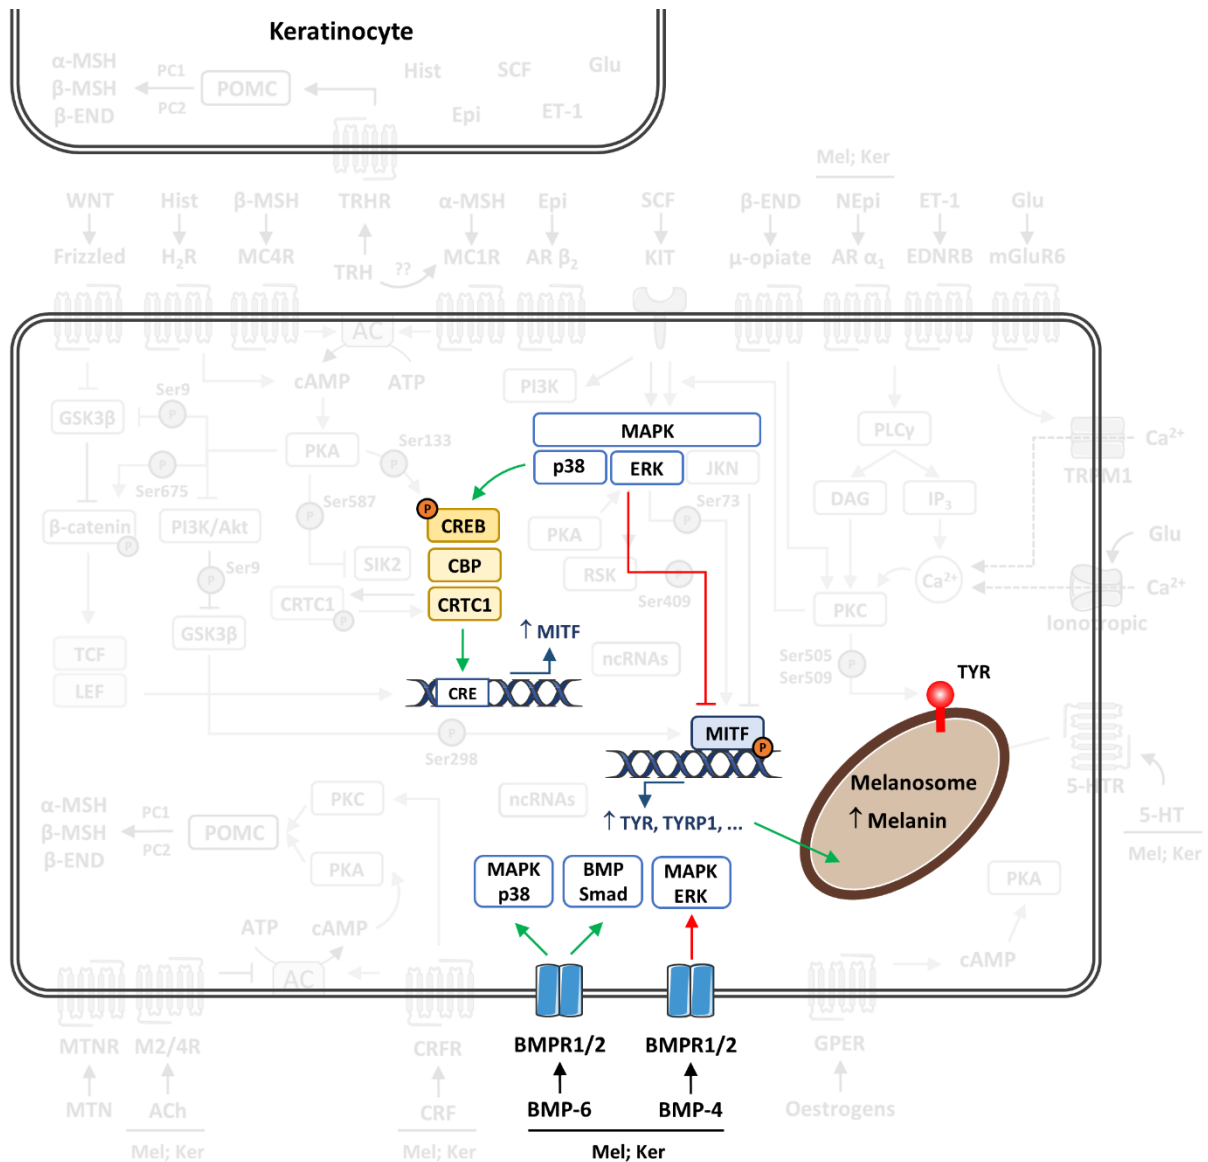 Keratinocyte
α-MSH
β-MSH
β-END
PC1
PC2
POMC
Hist
SCF
Glu
Epi
ET-1
Mel; Ker
WNT
Hist
β-MSH
TRHR
α-MSH
Epi
SCF
β-END
NEpi
ET-1
Glu
Frizzled
H₂R
MC4R
TRH
??
MC1R
AR β₂
KIT
μ-opiate
AR α₁
EDNRB
mGluR6
AC
cAMP
ATP
PI3K
Ser9
P
GSK3β
PKA
Ser133
P
MAPK
p38
ERK
JKN
PLCγ
Ca²⁺
TRPM1
P
Ser675
Ser587
P
P
CREB
Ser73
DAG
IP₃
β-catenin
P
PI3K/Akt
PKA
CBP
SIK2
RSK
P
Ser409
Glu
Ca²⁺
Ca²⁺
Ionotropic
Ser9
P
CRTC1
P
CRTC1
PKC
GSK3β
↑ MITF
TCF
LEF
ncRNAs
Ser505
Ser509
P
CRE
TYR
P
Ser298
MITF
P
Melanosome
↑ Melanin
5-HTR
5-HT
Mel; Ker
α-MSH
β-MSH
β-END
PC1
PC2
POMC
PKC
PKA
ncRNAs
↑ TYR, TYRP1, ...
MAPK
p38
BMP
Smad
MAPK
ERK
PKA
ATP
cAMP
AC
cAMP
MTNR
M2/4R
CRFR
BMPR1/2
BMPR1/2
GPER
MTN
ACh
CRF
BMP-6
BMP-4
Oestrogens
Mel; Ker
Mel; Ker
Mel; Ker